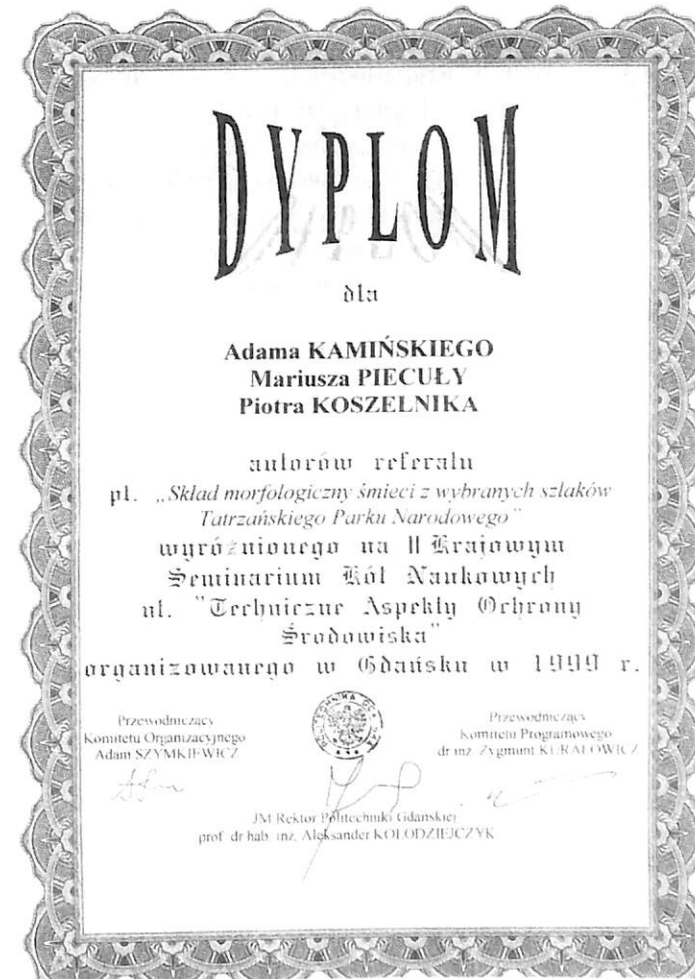 DYPLOM
dla
Adama KAMIŃSKIEGO
Mariusza PIECUŁY
Piotra KOSZELNIKA
autorów referatu
pt. „Skład morfologiczny śmieci z wybranych szlaków
Tatrzańskiego Parku Narodowego”
wyróżnionego na II Krajowym
Seminarium Kół Naukowych
nt. "Techniczne Aspekty Ochrony
Środowiska"
organizowanego w Gdańsku w 1999 r.
Przewodniczący
Komitetu Organizacyjnego
Adam SZYMKIEWICZ
Przewodniczący
Komitetu Programowego
dr inż. Zygmunt KURAŁOWICZ
JM Rektor Politechniki Gdańskiej
prof. dr hab. inż. Aleksander KOŁODZIEJCZYK